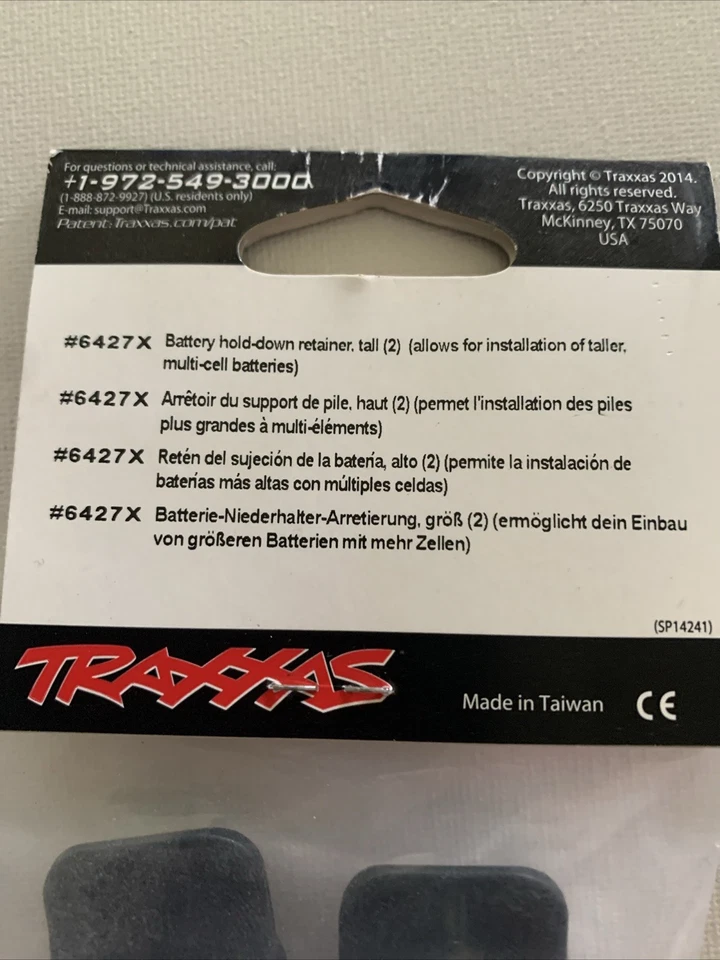 For questions or technical assistance, call:
+1-972-549-3000
(1-888-872-9927) (U.S. residents only)
E-mail: support@Traxxas.com
Patent: Traxxas.com/pat
Copyright © Traxxas 2014.
All rights reserved.
Traxxas, 6250 Traxxas Way
McKinney, TX 75070
USA
#6427X Battery hold-down retainer, tall (2) (allows for installation of taller,
multi-cell batteries)
#6427X Arrêtoir du support de pile, haut (2) (permet l'installation des piles
plus grandes à multi-éléments)
#6427X Retén del sujeción de la batería, alto (2) (permite la instalación de
baterías más altas con múltiples celdas)
#6427X Batterie-Niederhalter-Arretierung, größ (2) (ermöglicht dein Einbau
von größeren Batterien mit mehr Zellen)
(SP14241)
TRAXXAS
Made in Taiwan CE